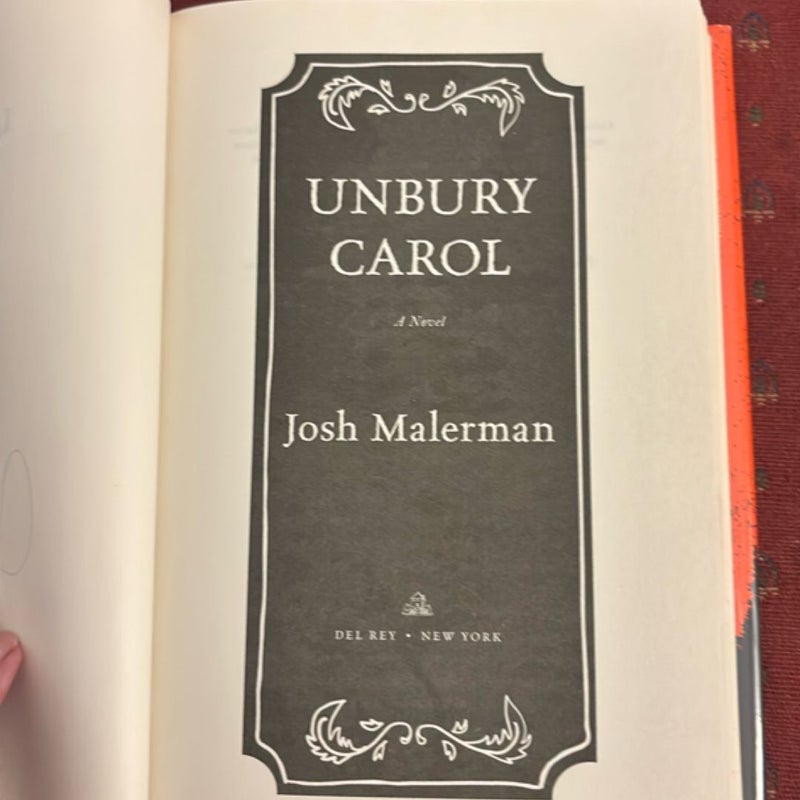 UNBURY
CAROL
A Novel
Josh Malerman
DEL REY • NEW YORK